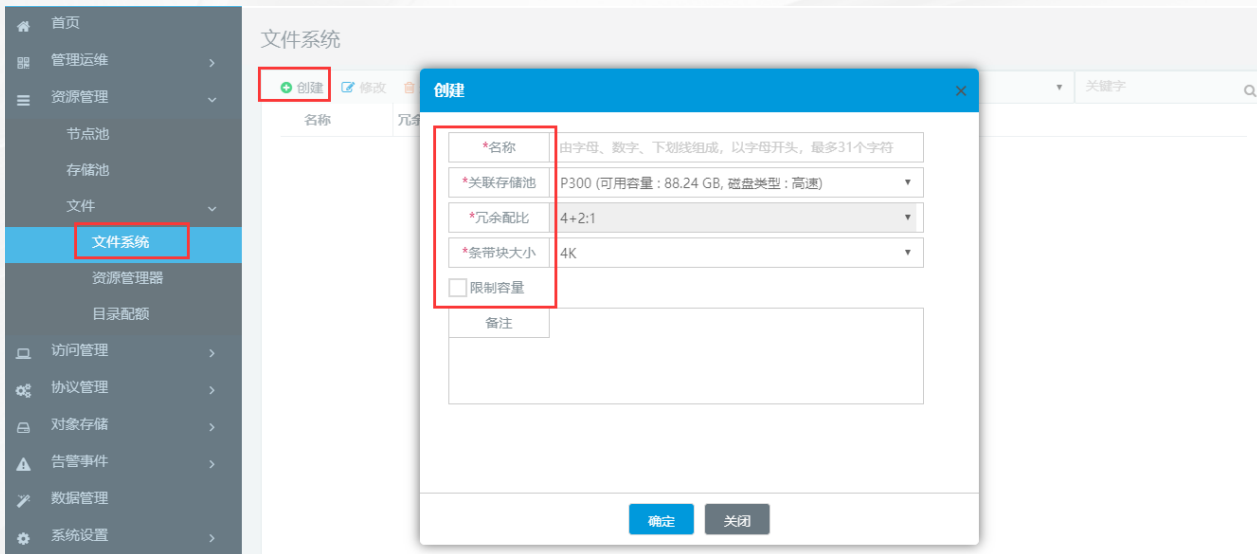 首页
管理运维
资源管理
节点池
存储池
文件
文件系统
资源管理器
目录配额
访问管理
协议管理
对象存储
告警事件
数据管理
系统设置
文件系统
创建 修改
关键字
名称 冗余
创建
*名称 由字母、数字、下划线组成，以字母开头，最多31个字符
*关联存储池 P300 (可用容量 : 88.24 GB, 磁盘类型 : 高速)
*冗余配比 4+2:1
*条带块大小 4K
限制容量
备注
确定 关闭